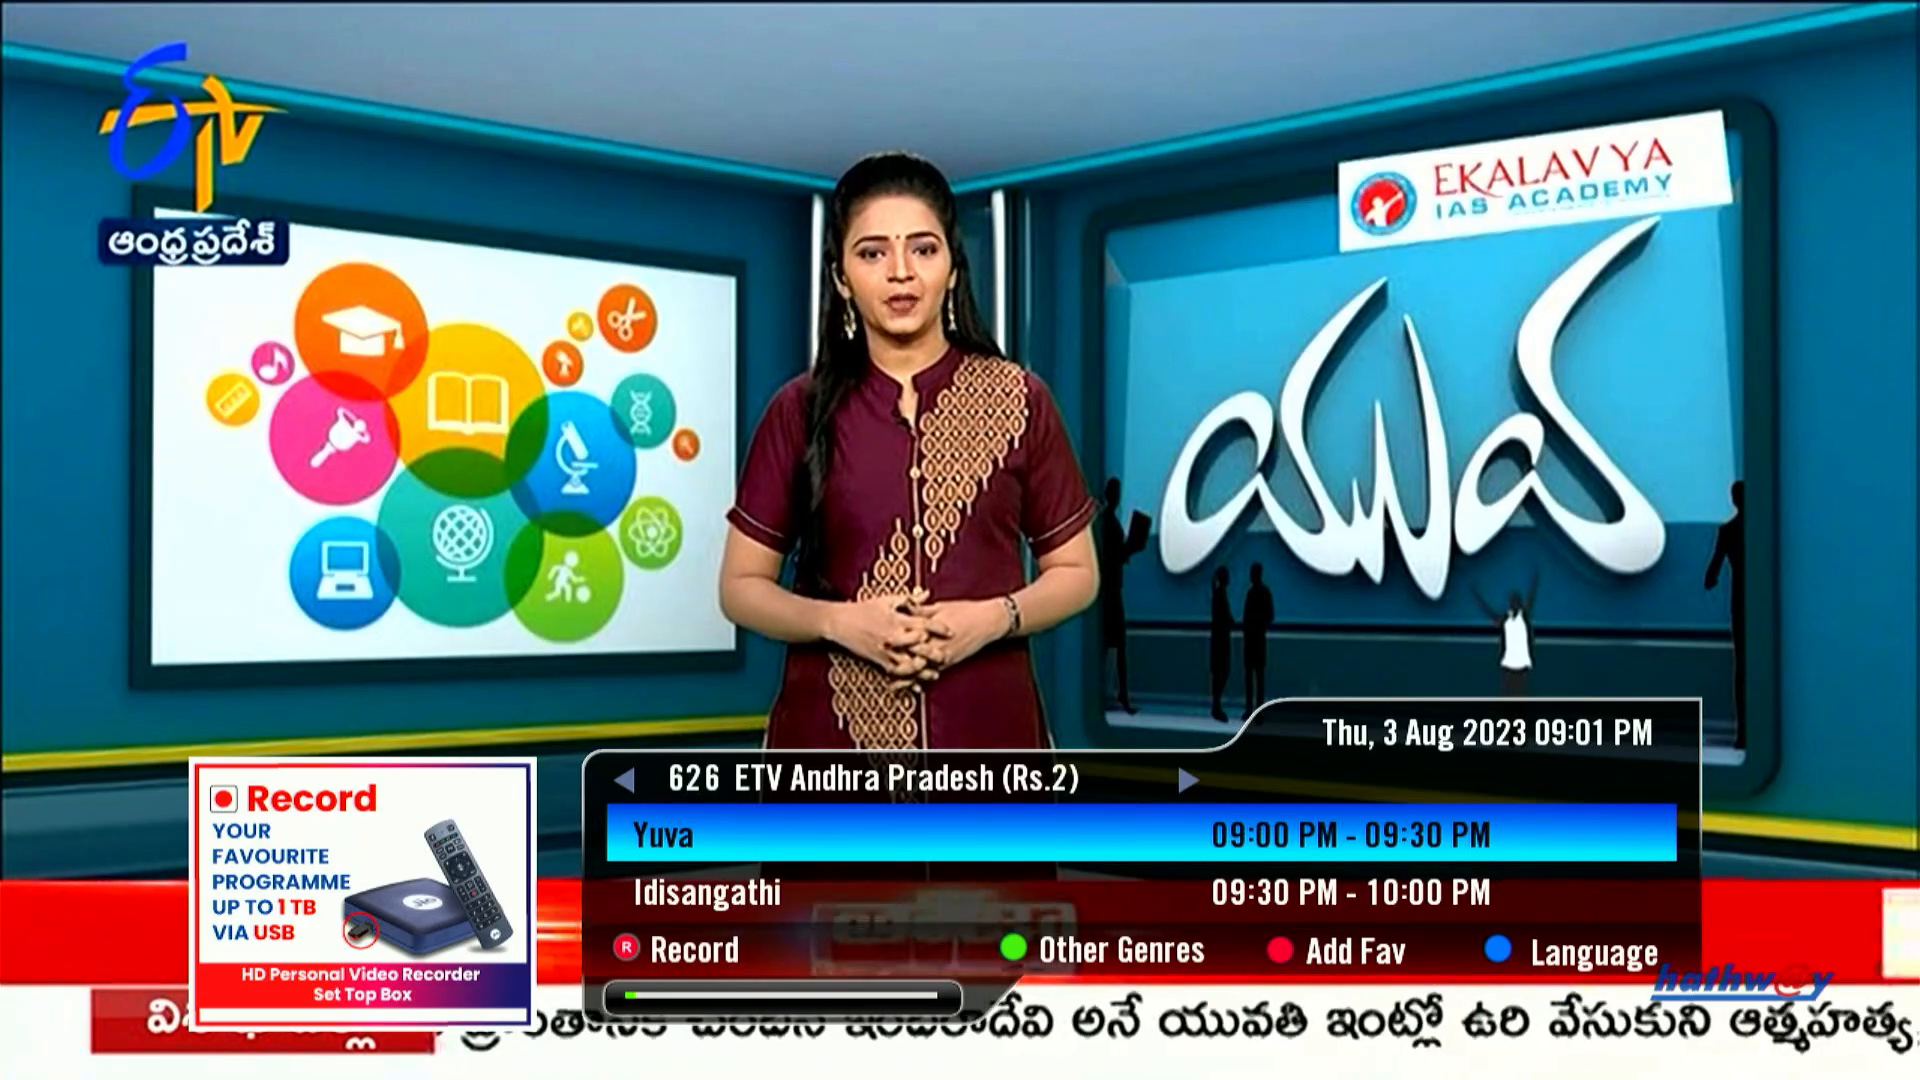 ETV
ఆంధ్రప్రదేశ్
EKALAVYA
IAS ACADEMY
యువ
Thu, 3 Aug 2023 09:01 PM
626 ETV Andhra Pradesh (Rs.2)
Yuva 09:00 PM - 09:30 PM
Idisangathi 09:30 PM - 10:00 PM
R Record Other Genres Add Fav Language
hathway
Record
YOUR
FAVOURITE
PROGRAMME
UP TO 1 TB
VIA USB
Jio
HD Personal Video Recorder
Set Top Box
అనే యువతి ఇంట్లో ఉరి వేసుకుని ఆత్మహత్య